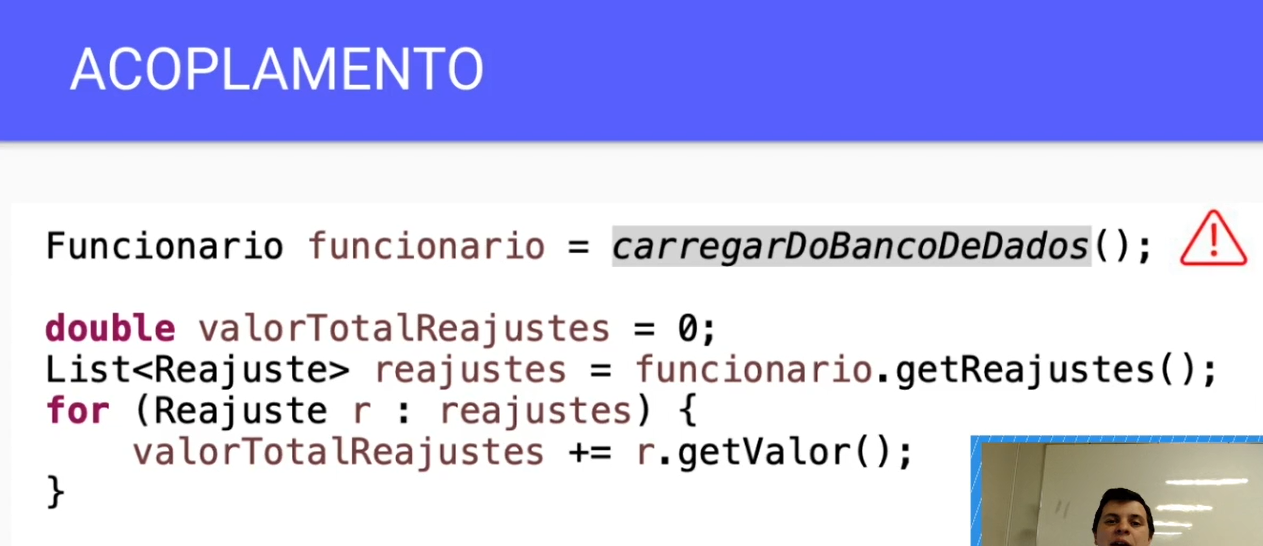 ACOPLAMENTO
Funcionario funcionario = carregarDoBancoDeDados();
double valorTotalReajustes = 0;
List<Reajuste> reajustes = funcionario.getReajustes();
for (Reajuste r : reajustes) {
valorTotalReajustes += r.getValor();
}